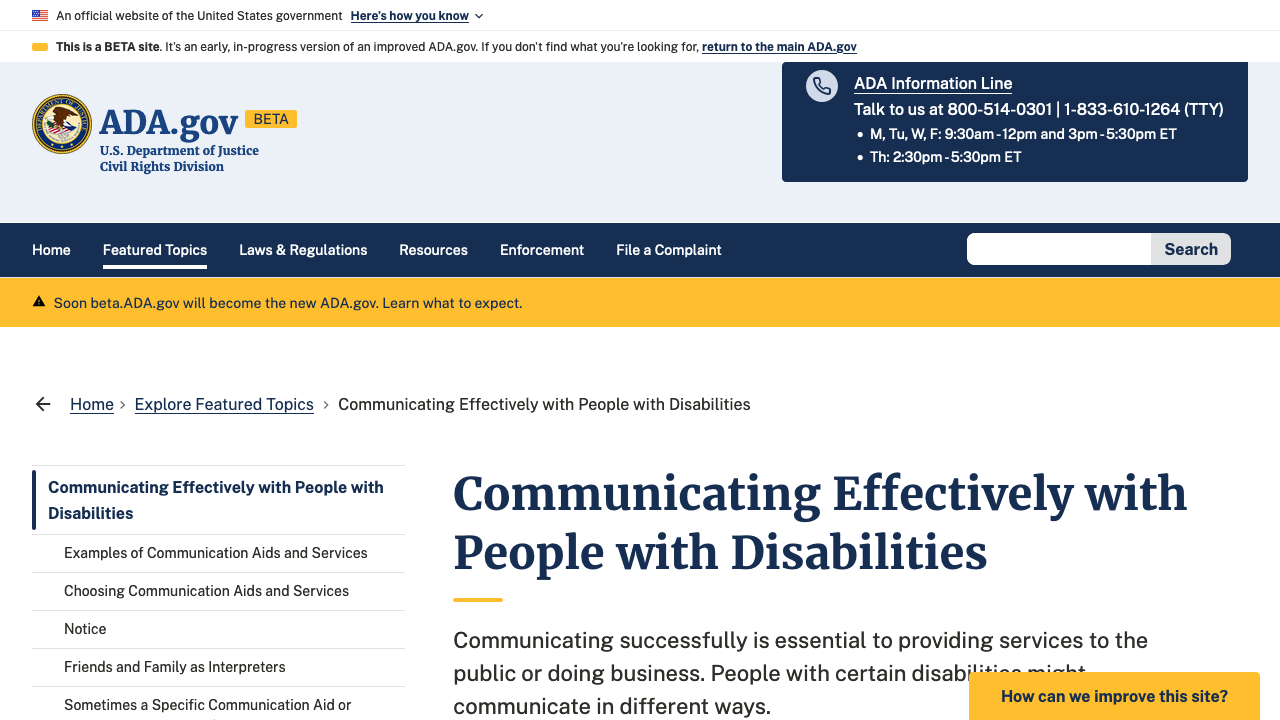 An official website of the United States government Here's how you know
This is a BETA site. It's an early, in-progress version of an improved ADA.gov. If you don't find what you're looking for, return to the main ADA.gov
ADA.gov BETA
U.S. Department of Justice
Civil Rights Division
ADA Information Line
Talk to us at 800-514-0301 | 1-833-610-1264 (TTY)
• M, Tu, W, F: 9:30am - 12pm and 3pm - 5:30pm ET
• Th: 2:30pm - 5:30pm ET
Home Featured Topics Laws & Regulations Resources Enforcement File a Complaint Search
Soon beta.ADA.gov will become the new ADA.gov. Learn what to expect.
Home › Explore Featured Topics › Communicating Effectively with People with Disabilities
Communicating Effectively with People with
Disabilities
Examples of Communication Aids and Services
Choosing Communication Aids and Services
Notice
Friends and Family as Interpreters
Sometimes a Specific Communication Aid or
Communicating Effectively with
People with Disabilities
Communicating successfully is essential to providing services to the
public or doing business. People with certain disabilities might
communicate in different ways.
How can we improve this site?